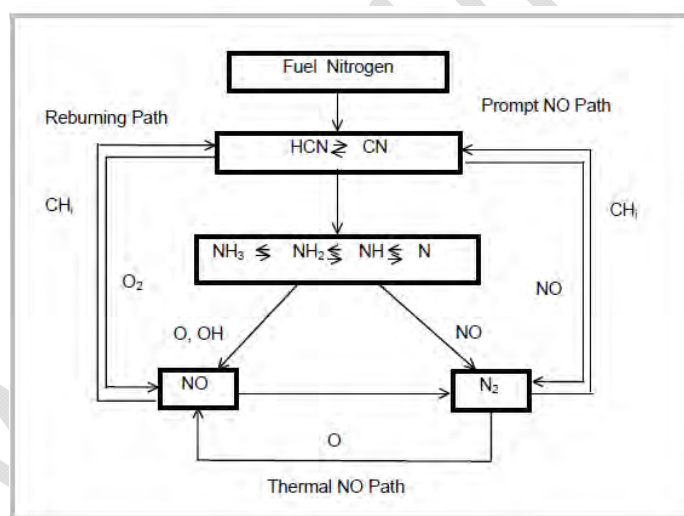 Fuel Nitrogen
Reburning Path
Prompt NO Path
HCN ⇌ CN
CHi
CHi
NH3 ⇆ NH2 ⇆ NH ⇆ N
O2
NO
O, OH
NO
NO
N2
O
Thermal NO Path